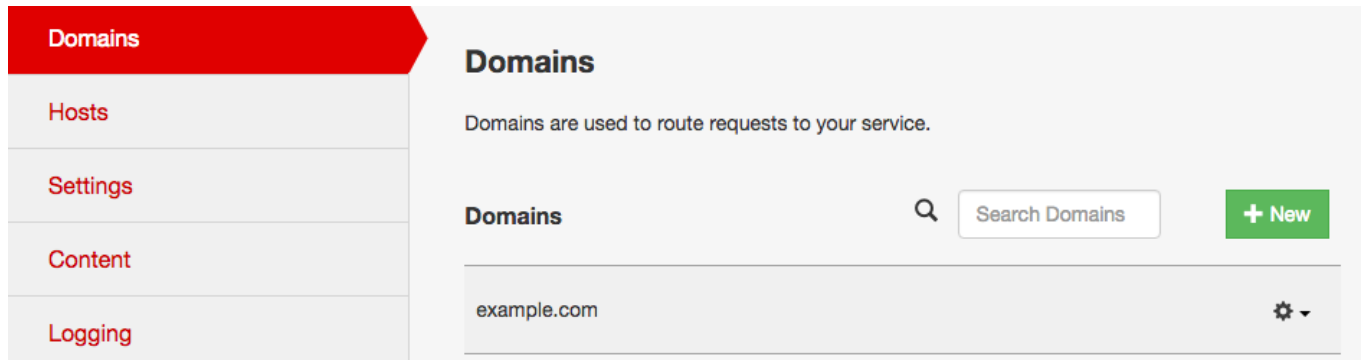 Domains
Hosts
Settings
Content
Logging
Domains
Domains are used to route requests to your service.
Domains
Search Domains
+ New
example.com